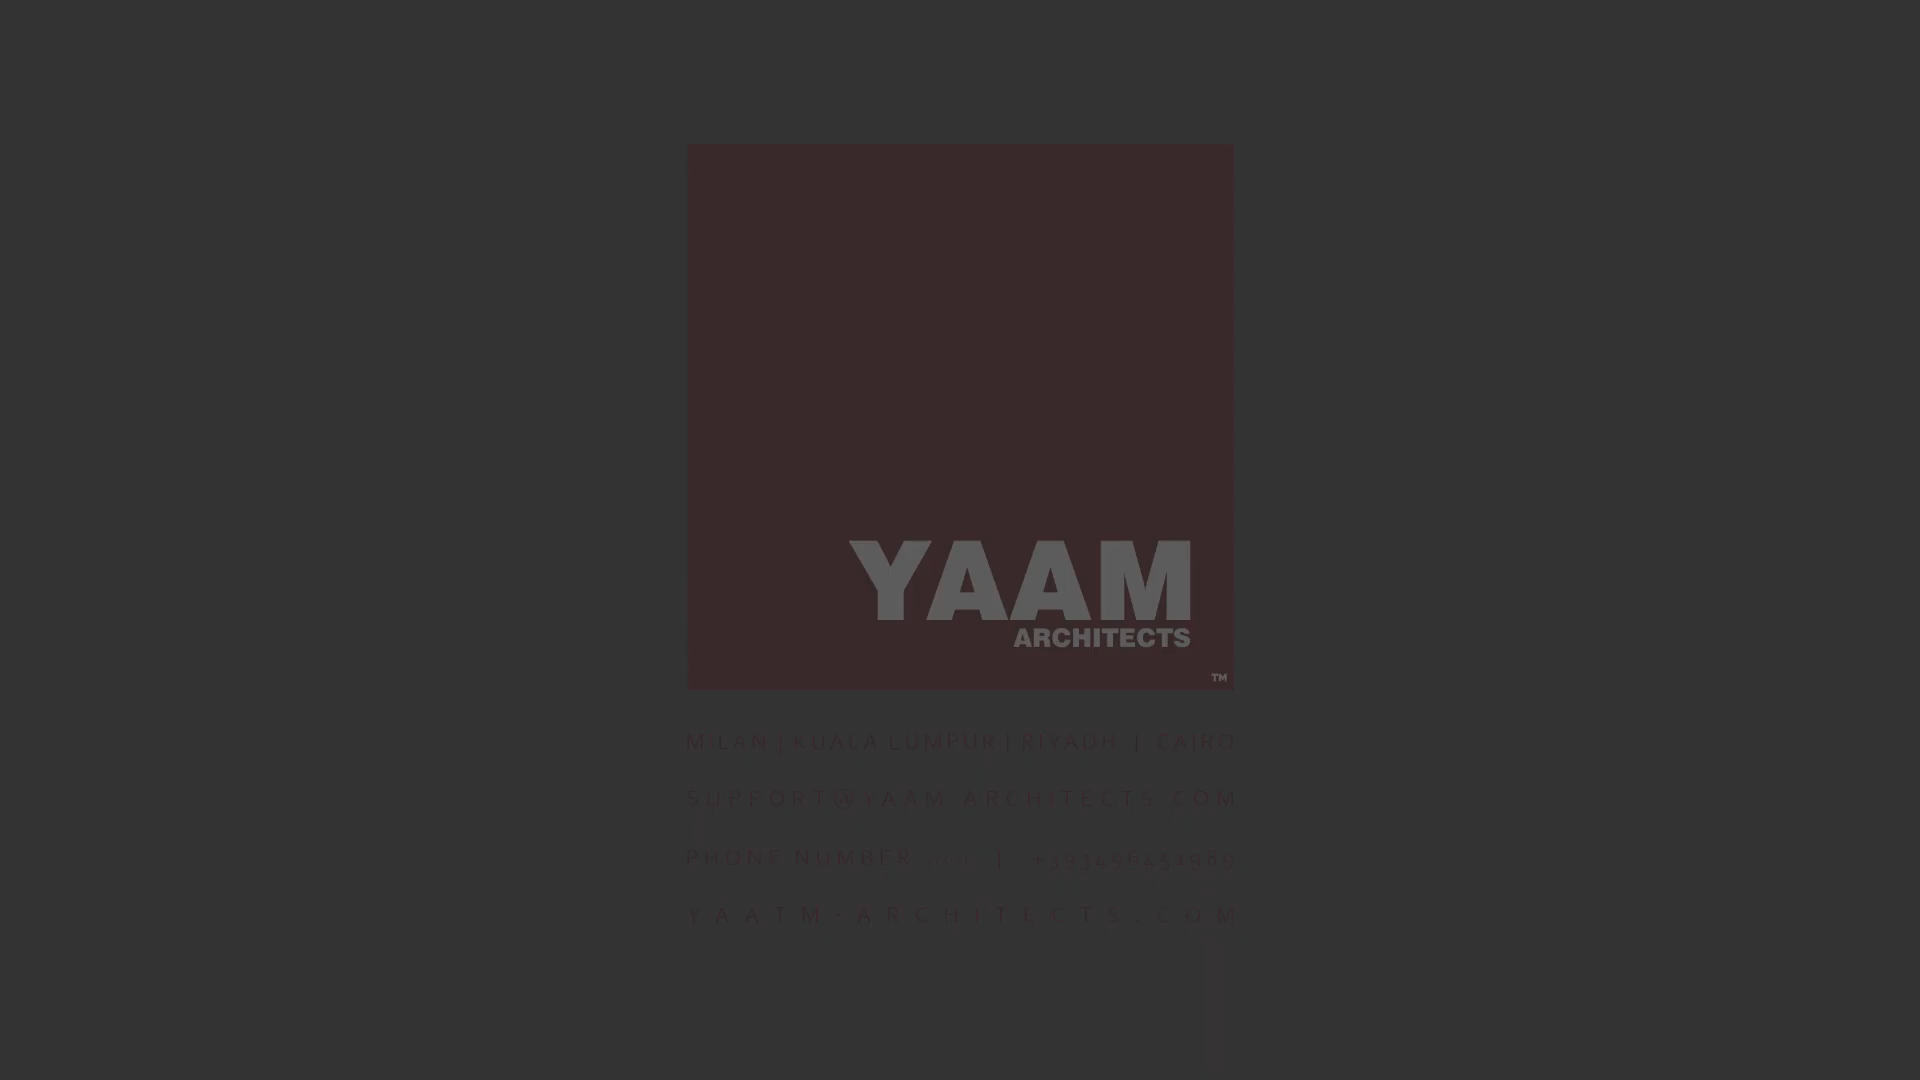 YAAM
ARCHITECTS
TM
MILAN | KUALA LUMPUR | RIYADH | CAIRO
SUPPORT@YAAM-ARCHITECTS.COM
PHONE NUMBER |
YAATM-ARCHITECTS.COM